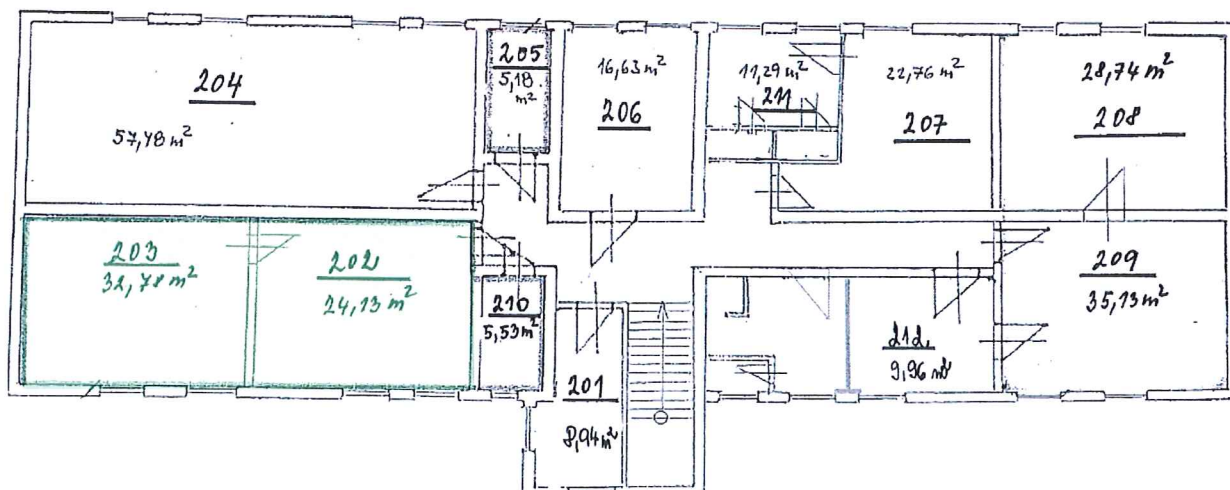 204
57,48 m²
205
5,18
m²
16,63 m²
206
11,29 m²
211
22,76 m²
207
28,74 m²
208
203
32,78 m²
202
24,13 m²
210
5,53 m²
201
8,94 m²
212
9,96 m²
209
35,13 m²